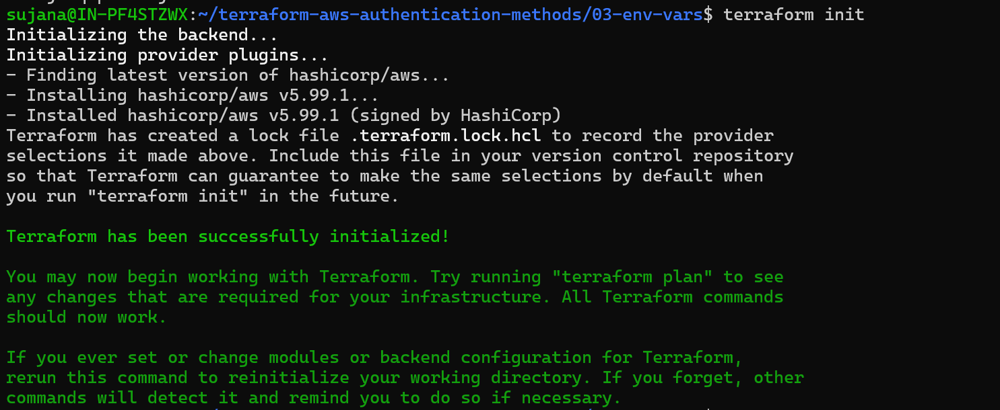 sujana@IN-PF4STZWX:~/terraform-aws-authentication-methods/03-env-vars$ terraform init
Initializing the backend...
Initializing provider plugins...
- Finding latest version of hashicorp/aws...
- Installing hashicorp/aws v5.99.1...
- Installed hashicorp/aws v5.99.1 (signed by HashiCorp)
Terraform has created a lock file .terraform.lock.hcl to record the provider
selections it made above. Include this file in your version control repository
so that Terraform can guarantee to make the same selections by default when
you run "terraform init" in the future.
Terraform has been successfully initialized!
You may now begin working with Terraform. Try running "terraform plan" to see
any changes that are required for your infrastructure. All Terraform commands
should now work.
If you ever set or change modules or backend configuration for Terraform,
rerun this command to reinitialize your working directory. If you forget, other
commands will detect it and remind you to do so if necessary.